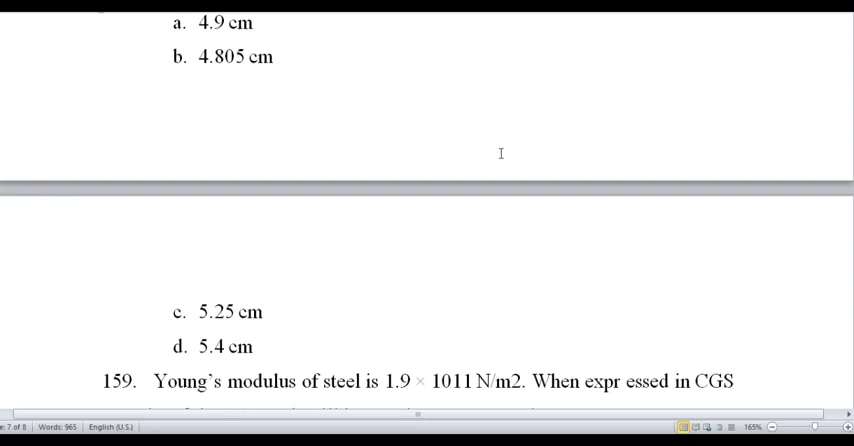 a. 4.9 cm
b. 4.805 cm
c. 5.25 cm
d. 5.4 cm
159. Young’s modulus of steel is 1.9 × 1011 N/m2. When expr essed in CGS
e: 7 of 8 Words: 965 English (U.S.) 165%